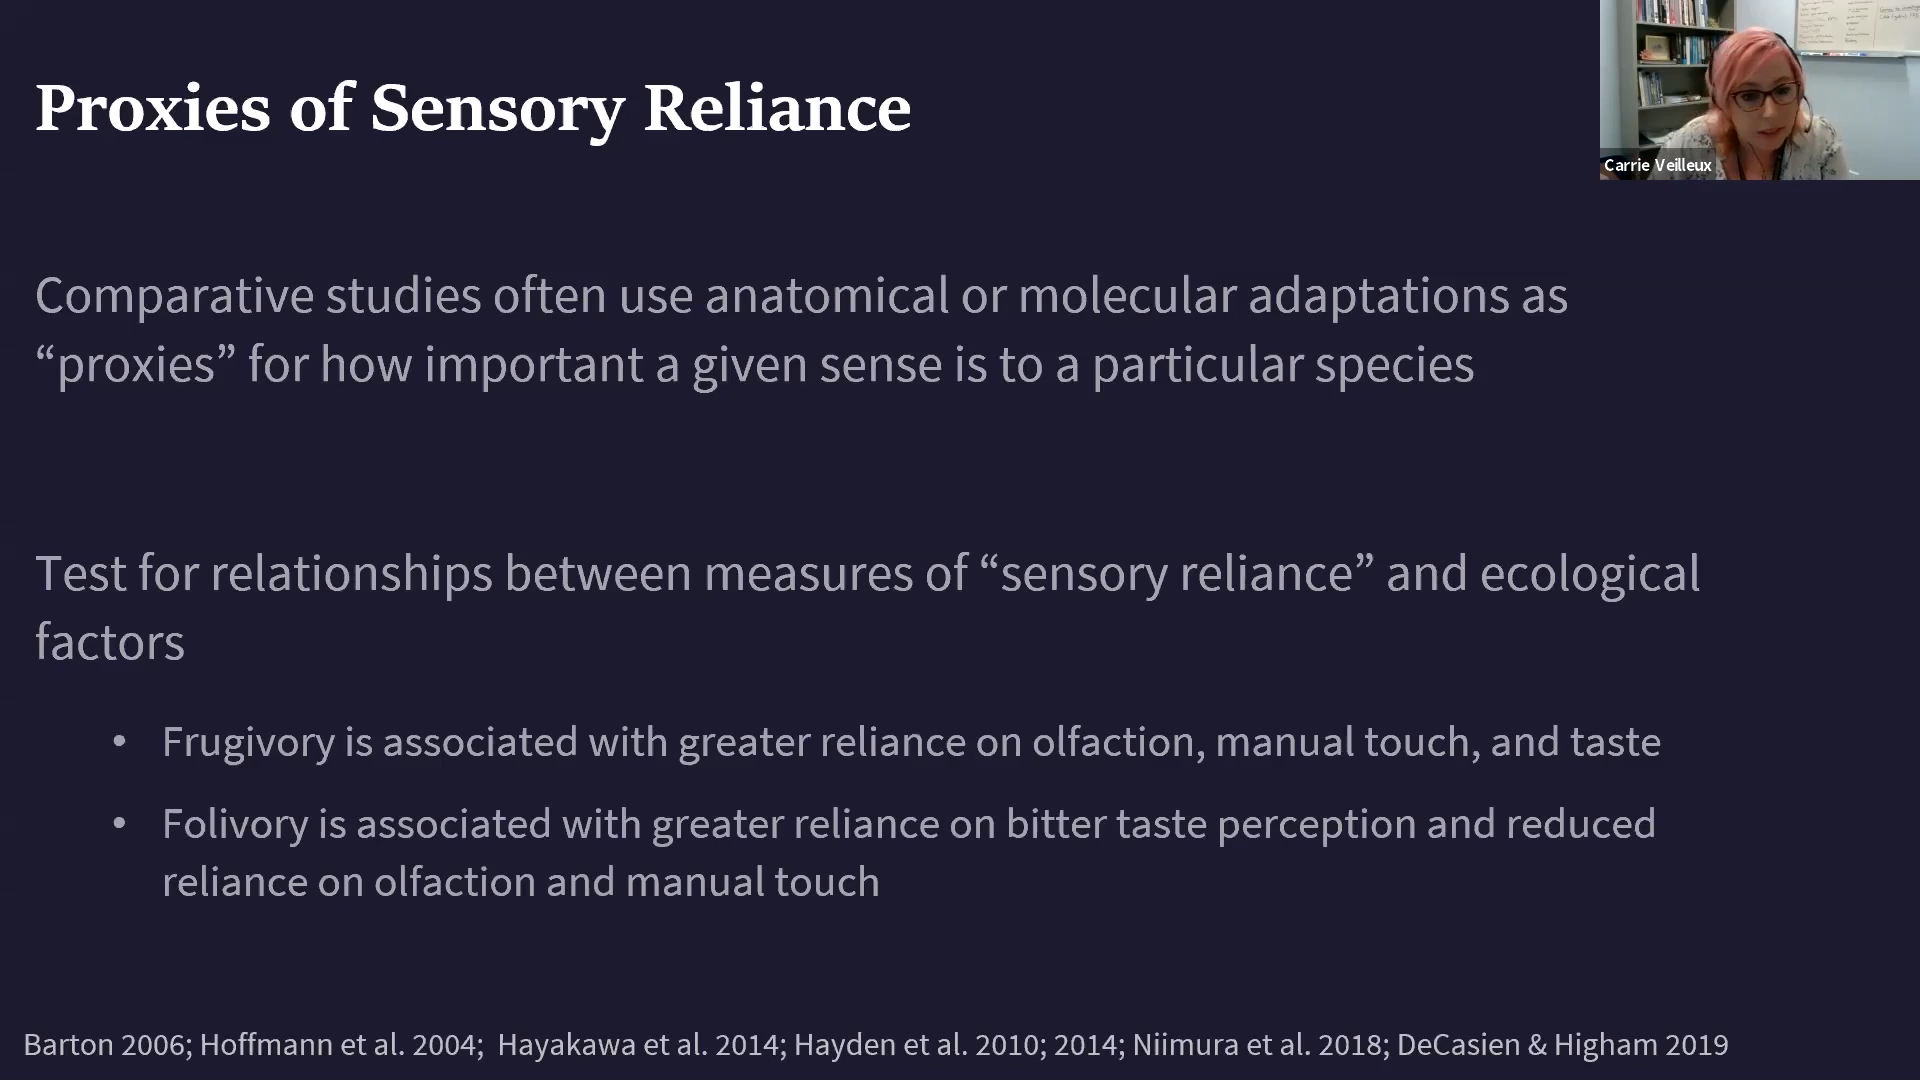 Proxies of Sensory Reliance
Carrie Veilleux
Comparative studies often use anatomical or molecular adaptations as
“proxies” for how important a given sense is to a particular species
Test for relationships between measures of “sensory reliance” and ecological
factors
• Frugivory is associated with greater reliance on olfaction, manual touch, and taste
• Folivory is associated with greater reliance on bitter taste perception and reduced
reliance on olfaction and manual touch
Barton 2006; Hoffmann et al. 2004; Hayakawa et al. 2014; Hayden et al. 2010; 2014; Niimura et al. 2018; DeCasien & Higham 2019